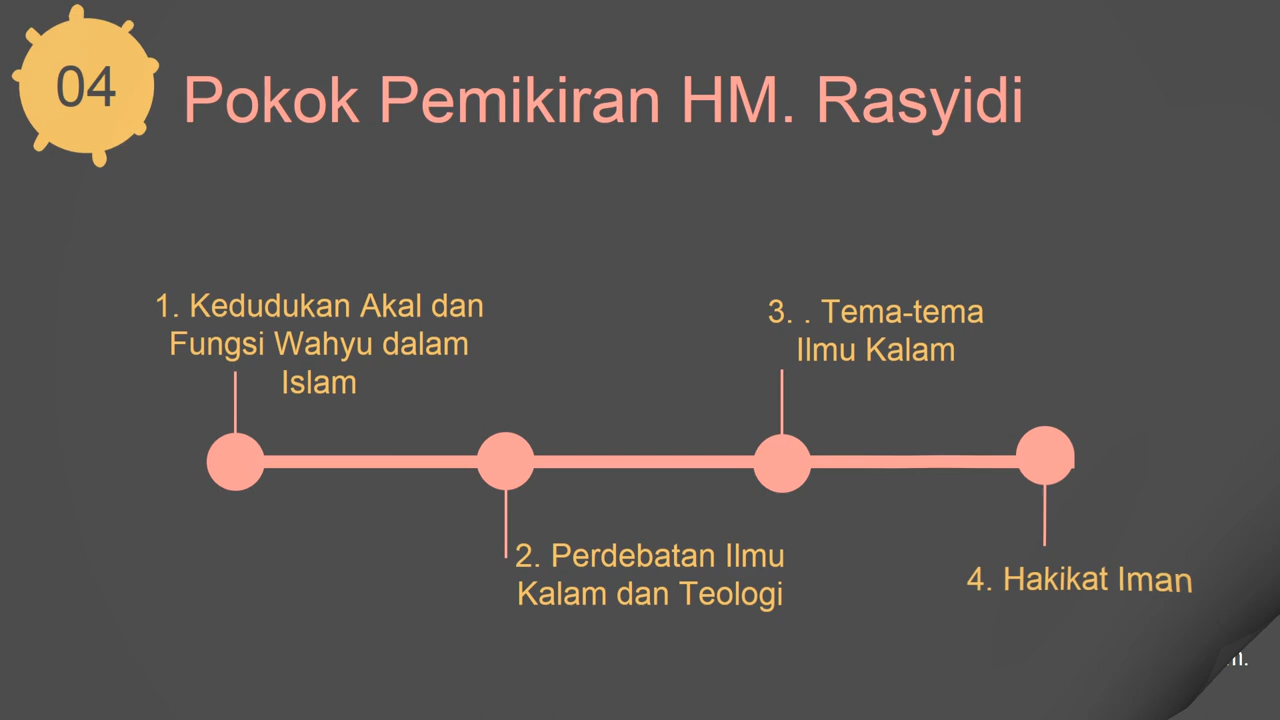 04
Pokok Pemikiran HM. Rasyidi
1. Kedudukan Akal dan
Fungsi Wahyu dalam
Islam
2. Perdebatan Ilmu
Kalam dan Teologi
3. . Tema-tema
Ilmu Kalam
4. Hakikat Iman